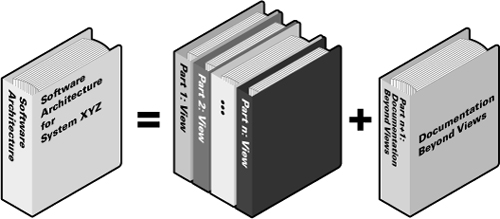 Software
Architecture
Software
Architecture
for
System XYZ
=
Part 1: View
Part 2: View
...
Part n: View
+
Part n+1:
Documentation
Beyond Views
Documentation
Beyond Views